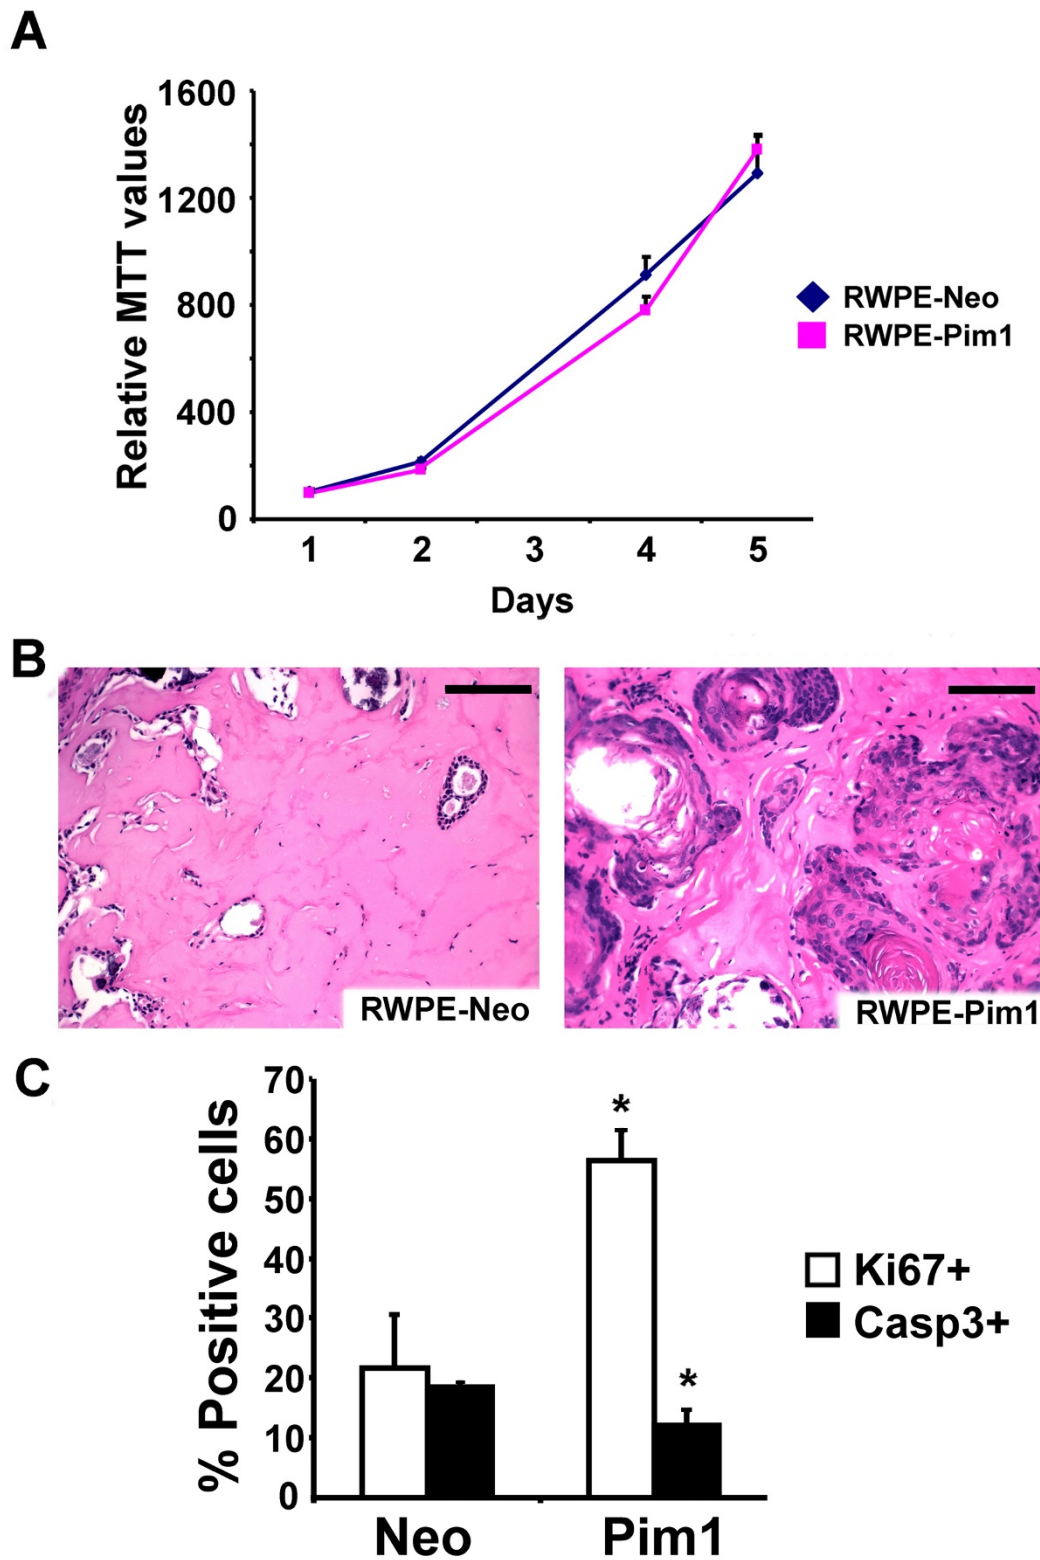 A
1600
1200
800
400
0
Relative MTT values
1 2 3 4 5
Days
RWPE-Neo
RWPE-Pim1
B
RWPE-Neo
RWPE-Pim1
C
70
60
50
40
30
20
10
0
% Positive cells
*
*
Neo Pim1
Ki67+
Casp3+